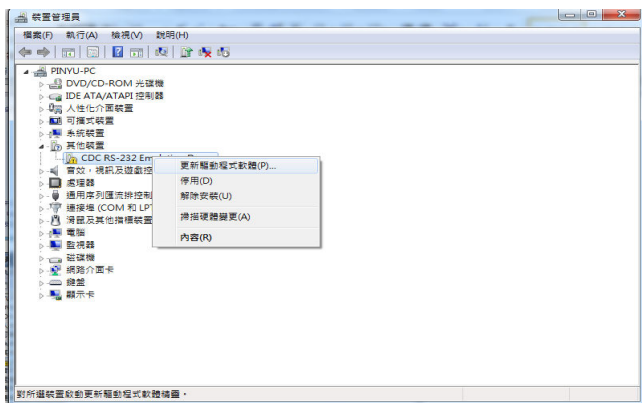 裝置管理員
檔案(F) 執行(A) 檢視(V) 說明(H)
PINYU-PC
DVD/CD-ROM 光碟機
IDE ATA/ATAPI 控制器
人性化介面裝置
可攜式裝置
系統裝置
其他裝置
CDC RS-232 Em
音效，視訊及遊戲控
處理器
通用序列匯流排控制
連接埠 (COM 和 LPT
滑鼠及其他指標裝置
電腦
監視器
磁碟機
網路介面卡
鍵盤
顯示卡
更新驅動程式軟體(P)...
停用(D)
解除安裝(U)
掃描硬體變更(A)
內容(R)
對所選裝置啟動更新驅動程式軟體精靈。